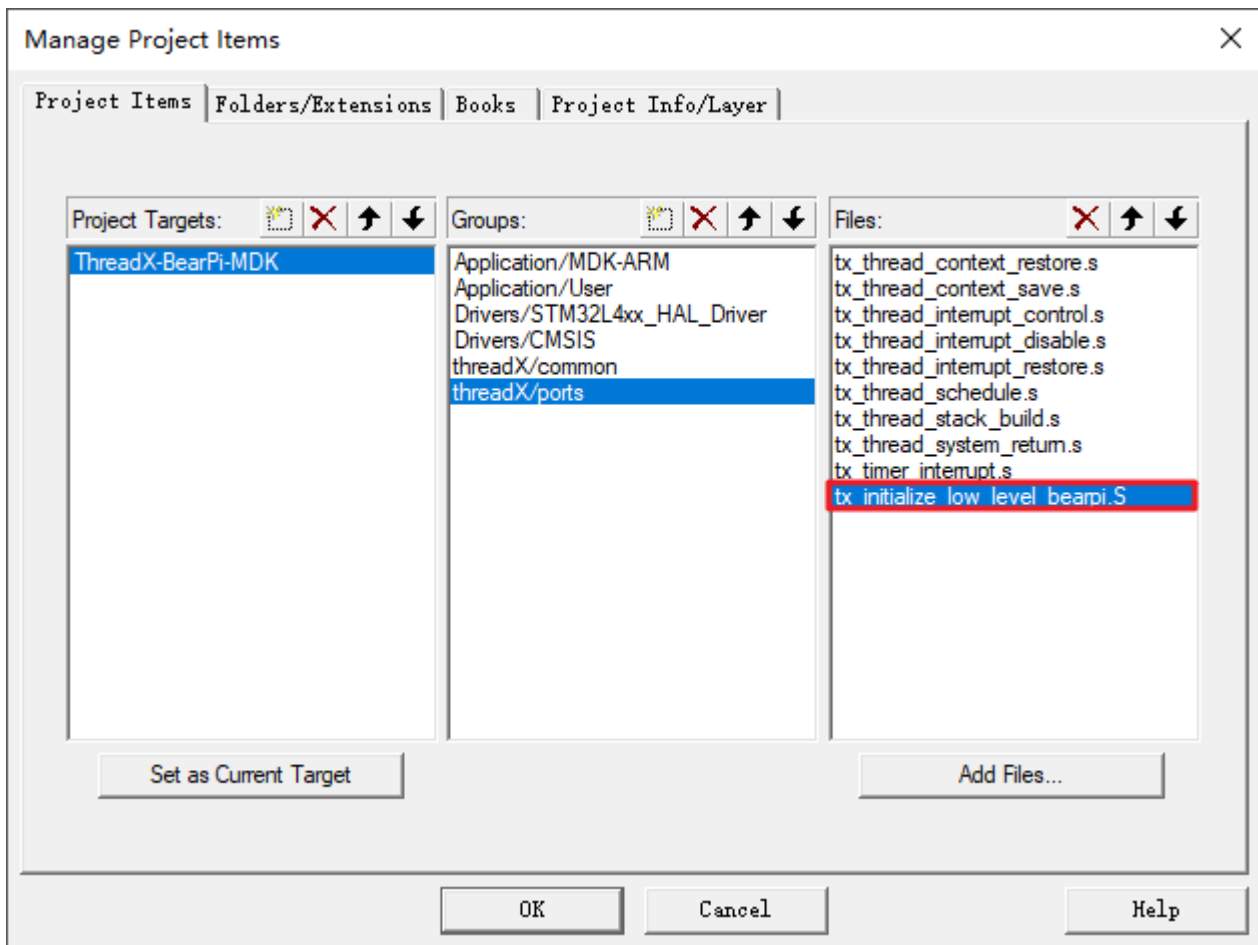 Manage Project Items
Project Items Folders/Extensions Books Project Info/Layer
Project Targets:
ThreadX-BearPi-MDK
Set as Current Target
Groups:
Application/MDK-ARM
Application/User
Drivers/STM32L4xx_HAL_Driver
Drivers/CMSIS
threadX/common
threadX/ports
Files:
tx_thread_context_restore.s
tx_thread_context_save.s
tx_thread_interrupt_control.s
tx_thread_interrupt_disable.s
tx_thread_interrupt_restore.s
tx_thread_schedule.s
tx_thread_stack_build.s
tx_thread_system_return.s
tx_timer_interrupt.s
tx_initialize_low_level_bearpi.S
Add Files...
OK Cancel Help